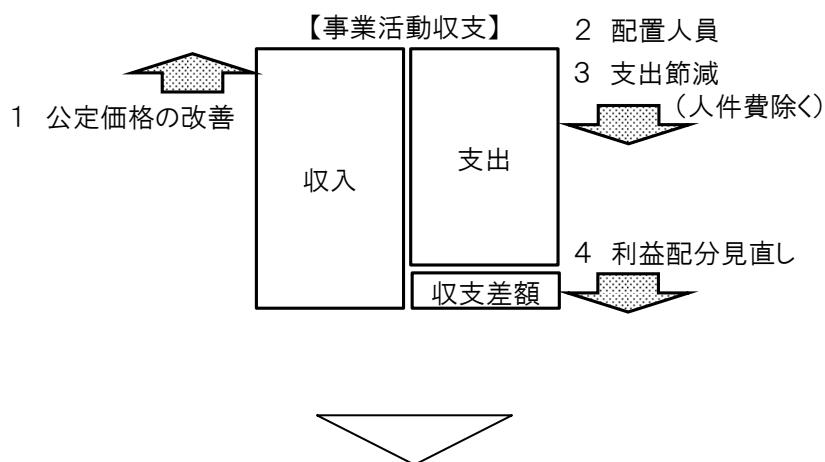 【事業活動収支】
1 公定価格の改善
収入
支出
収支差額
2 配置人員
3 支出節減
（人件費除く）
4 利益配分見直し